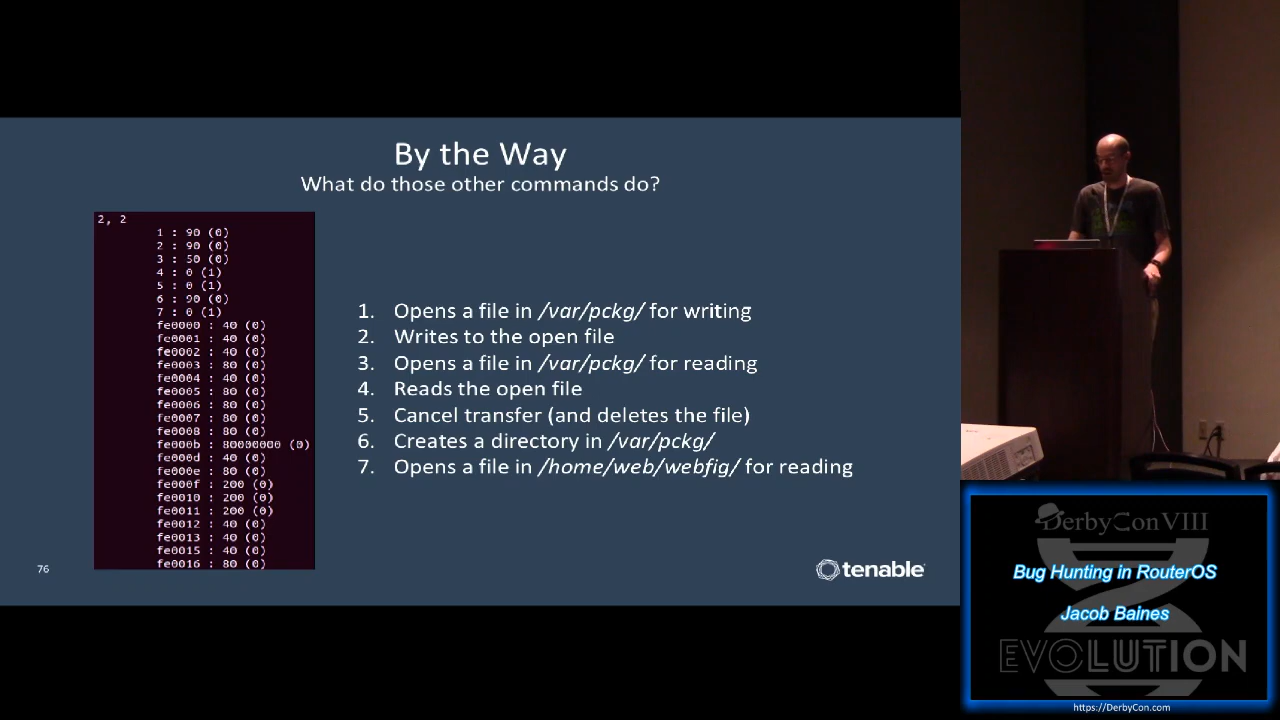 By the Way
What do those other commands do?
2, 2
1 : 90 (0)
2 : 90 (0)
3 : 50 (0)
4 : 0 (1)
5 : 0 (1)
6 : 90 (0)
7 : 0 (1)
fe0000 : 40 (0)
fe0001 : 40 (0)
fe0002 : 40 (0)
fe0003 : 80 (0)
fe0004 : 40 (0)
fe0005 : 80 (0)
fe0006 : 80 (0)
fe0007 : 80 (0)
fe0008 : 80 (0)
fe000b : 80000000 (0)
fe000d : 40 (0)
fe000e : 80 (0)
fe000f : 200 (0)
fe0010 : 200 (0)
fe0011 : 200 (0)
fe0012 : 40 (0)
fe0013 : 40 (0)
fe0015 : 40 (0)
fe0016 : 80 (0)
1. Opens a file in /var/pckg/ for writing
2. Writes to the open file
3. Opens a file in /var/pckg/ for reading
4. Reads the open file
5. Cancel transfer (and deletes the file)
6. Creates a directory in /var/pckg/
7. Opens a file in /home/web/webfig/ for reading
76
tenable
DerbyCon VIII
Bug Hunting in RouterOS
Jacob Baines
EVOLUTION
https://DerbyCon.com